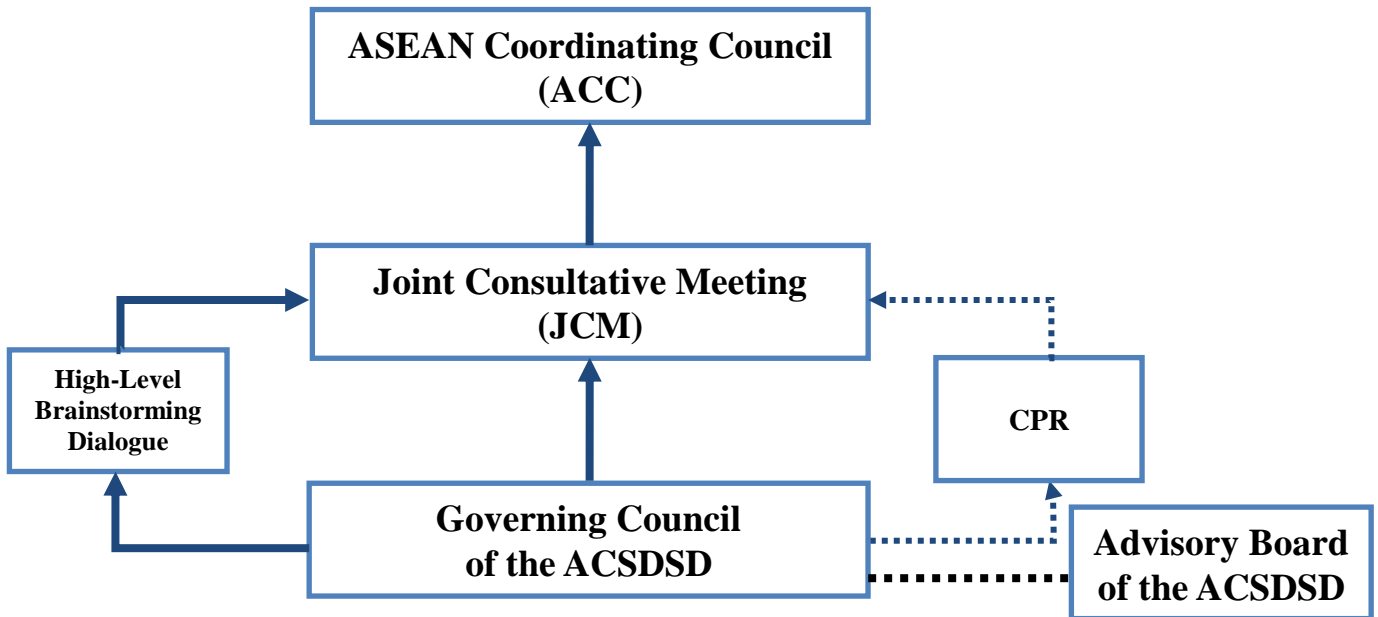 ASEAN Coordinating Council
(ACC)
Joint Consultative Meeting
(JCM)
High-Level
Brainstorming
Dialogue
CPR
Governing Council
of the ACSDSD
Advisory Board
of the ACSDSD